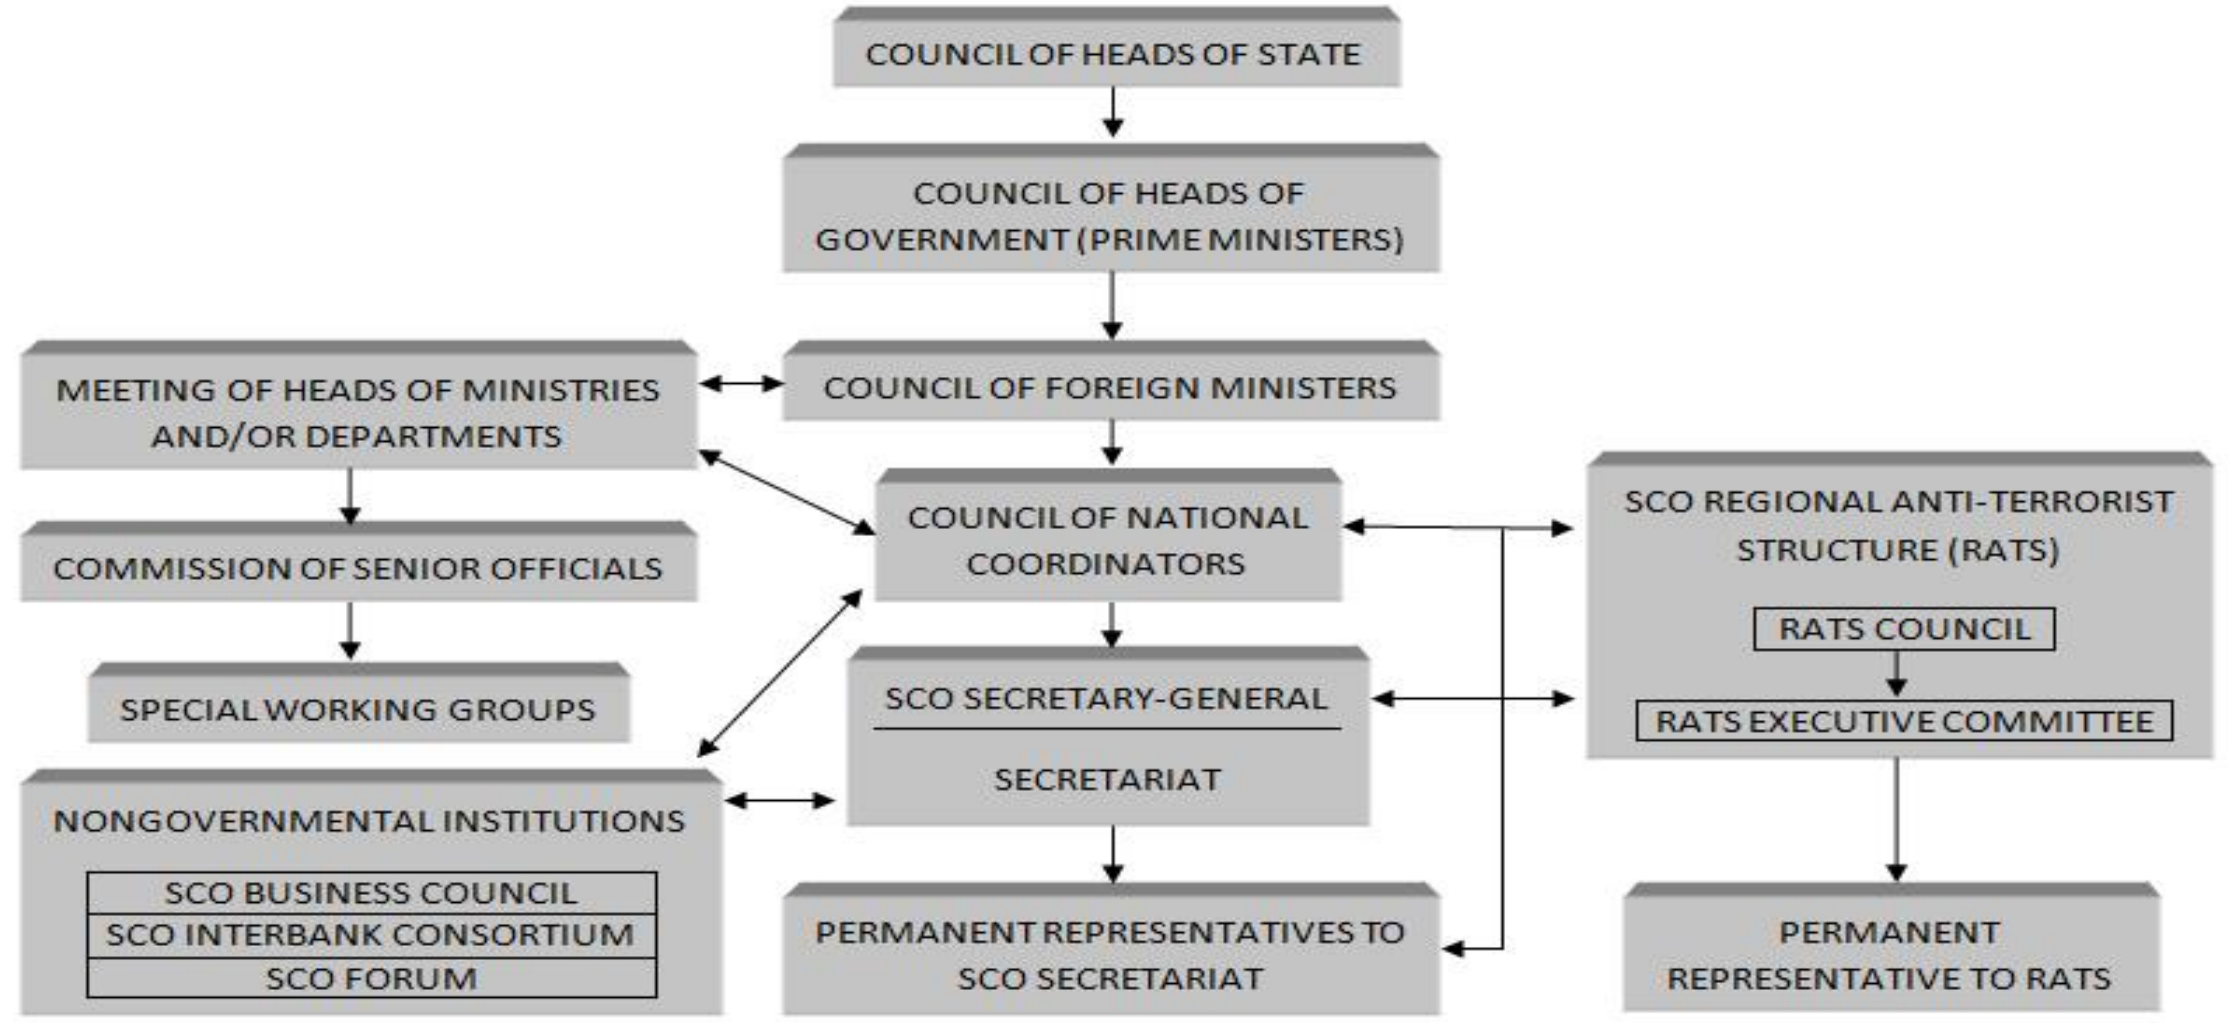 COUNCIL OF HEADS OF STATE
COUNCIL OF HEADS OF
GOVERNMENT (PRIME MINISTERS)
MEETING OF HEADS OF MINISTRIES
AND/OR DEPARTMENTS
COUNCIL OF FOREIGN MINISTERS
COUNCIL OF NATIONAL
COORDINATORS
SCO REGIONAL ANTI-TERRORIST
STRUCTURE (RATS)
RATS COUNCIL
RATS EXECUTIVE COMMITTEE
COMMISSION OF SENIOR OFFICIALS
SPECIAL WORKING GROUPS
SCO SECRETARY-GENERAL
SECRETARIAT
NONGOVERNMENTAL INSTITUTIONS
SCO BUSINESS COUNCIL
SCO INTERBANK CONSORTIUM
SCO FORUM
PERMANENT REPRESENTATIVES TO
SCO SECRETARIAT
PERMANENT
REPRESENTATIVE TO RATS